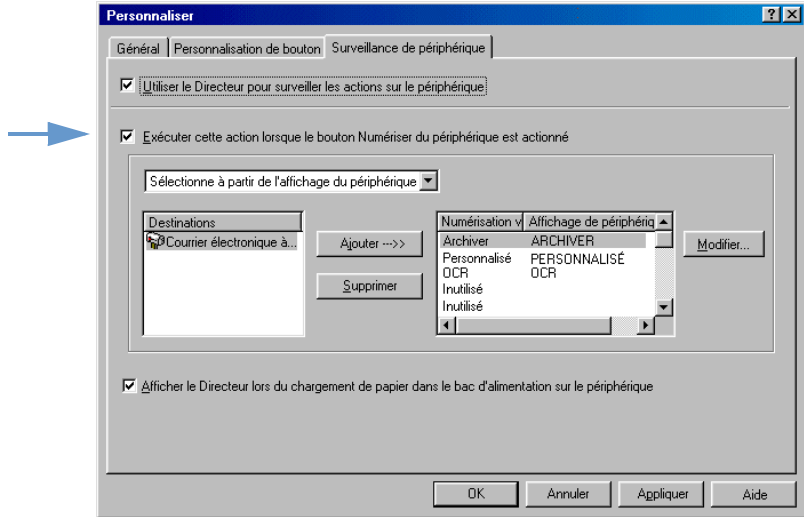 Personnaliser
Général Personnalisation de bouton Surveillance de périphérique
Utiliser le Directeur pour surveiller les actions sur le périphérique
Exécuter cette action lorsque le bouton Numériser du périphérique est actionné
Sélectionne à partir de l'affichage du périphérique
Destinations
Courrier électronique à...
Ajouter --->>
Supprimer
Numérisation v Affichage de périphériq
Archiver ARCHIVER
Personnalisé PERSONNALISÉ
OCR OCR
Inutilisé
Inutilisé
Modifier...
Afficher le Directeur lors du chargement de papier dans le bac d'alimentation sur le périphérique
OK Annuler Appliquer Aide